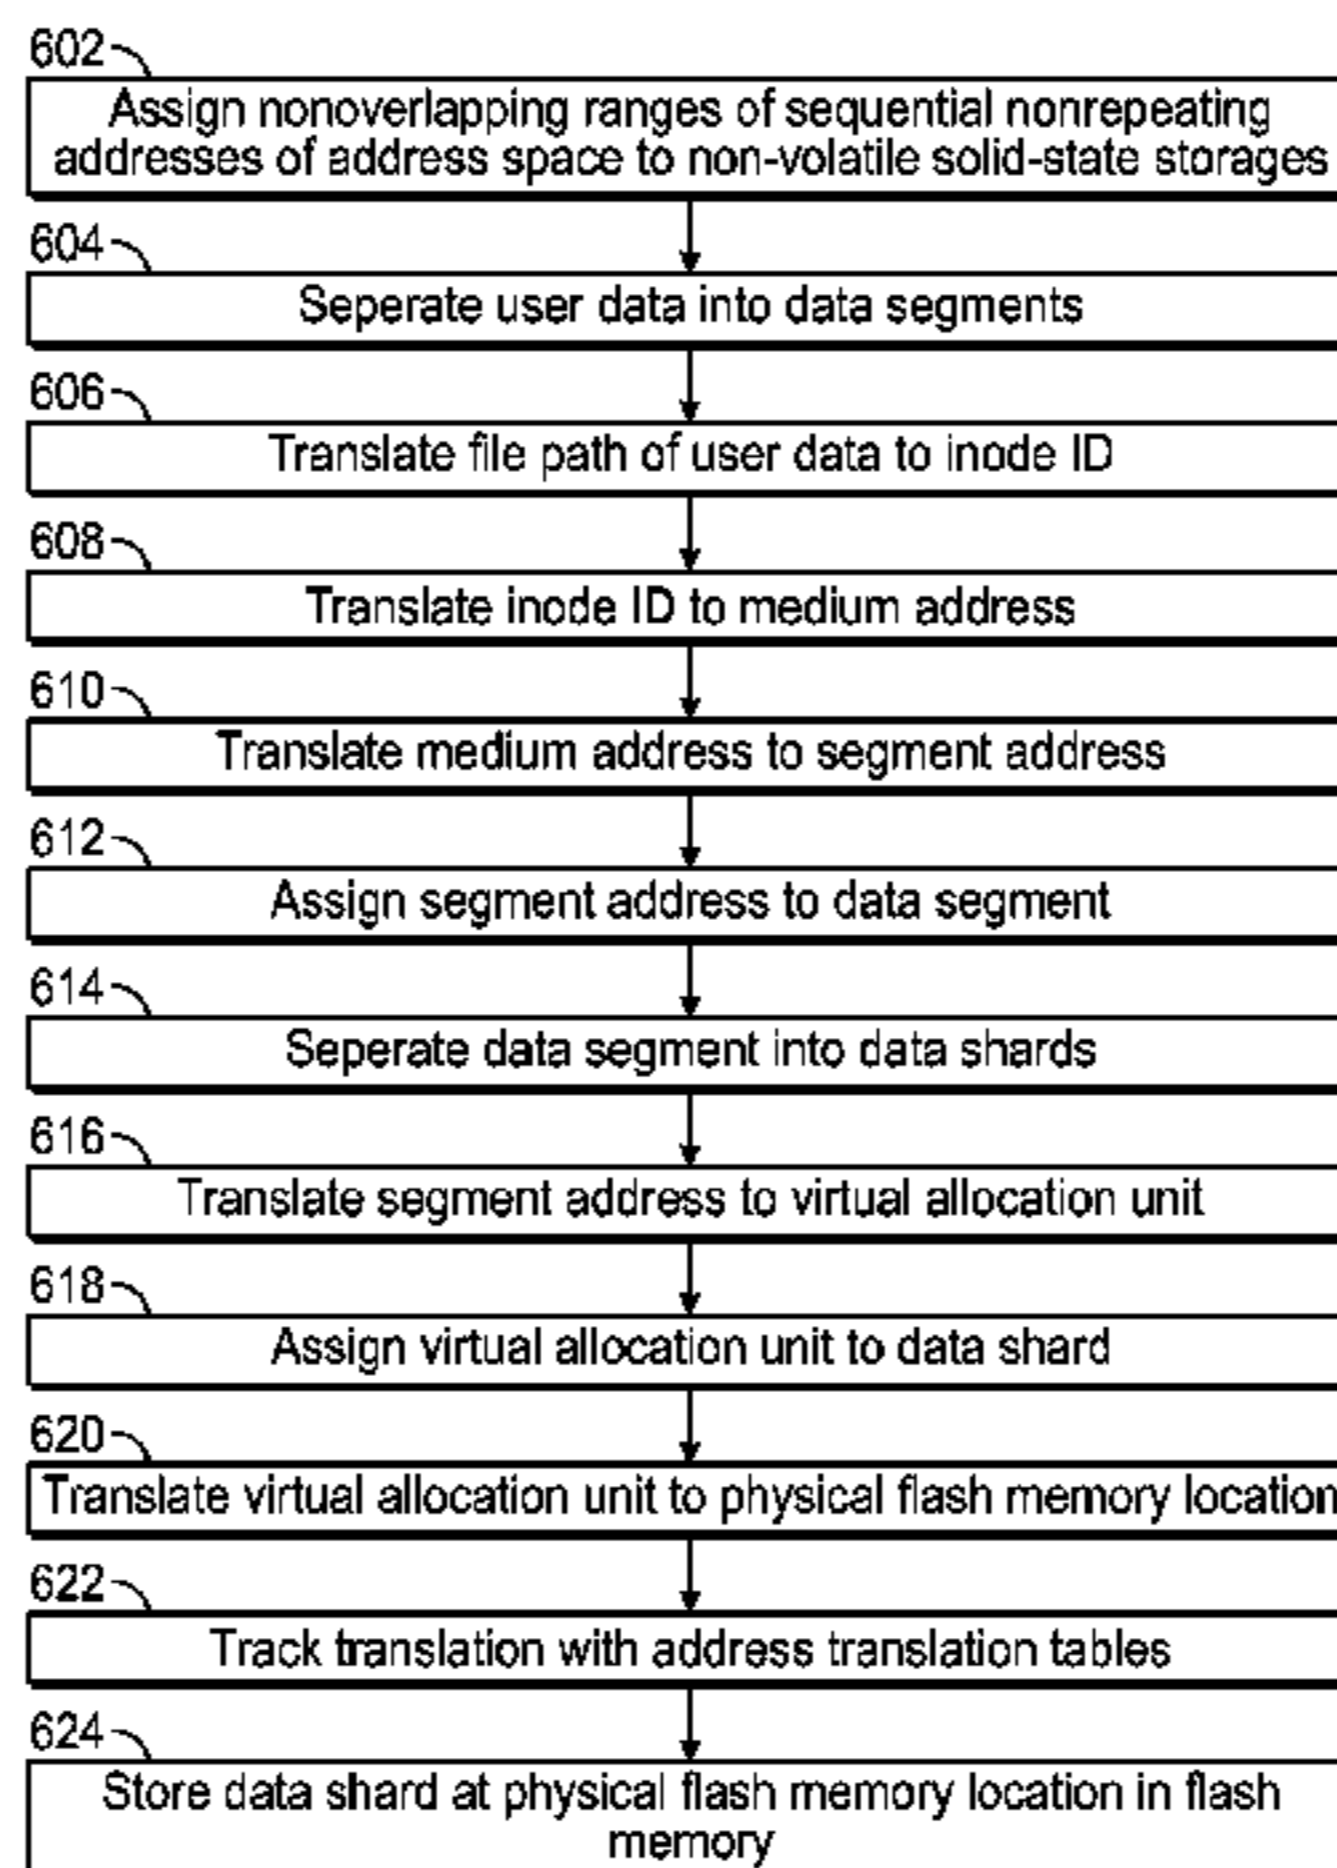 602
Assign nonoverlapping ranges of sequential nonrepeating
addresses of address space to non-volatile solid-state storages
604
Seperate user data into data segments
606
Translate file path of user data to inode ID
608
Translate inode ID to medium address
610
Translate medium address to segment address
612
Assign segment address to data segment
614
Seperate data segment into data shards
616
Translate segment address to virtual allocation unit
618
Assign virtual allocation unit to data shard
620
Translate virtual allocation unit to physical flash memory location
622
Track translation with address translation tables
624
Store data shard at physical flash memory location in flash
memory